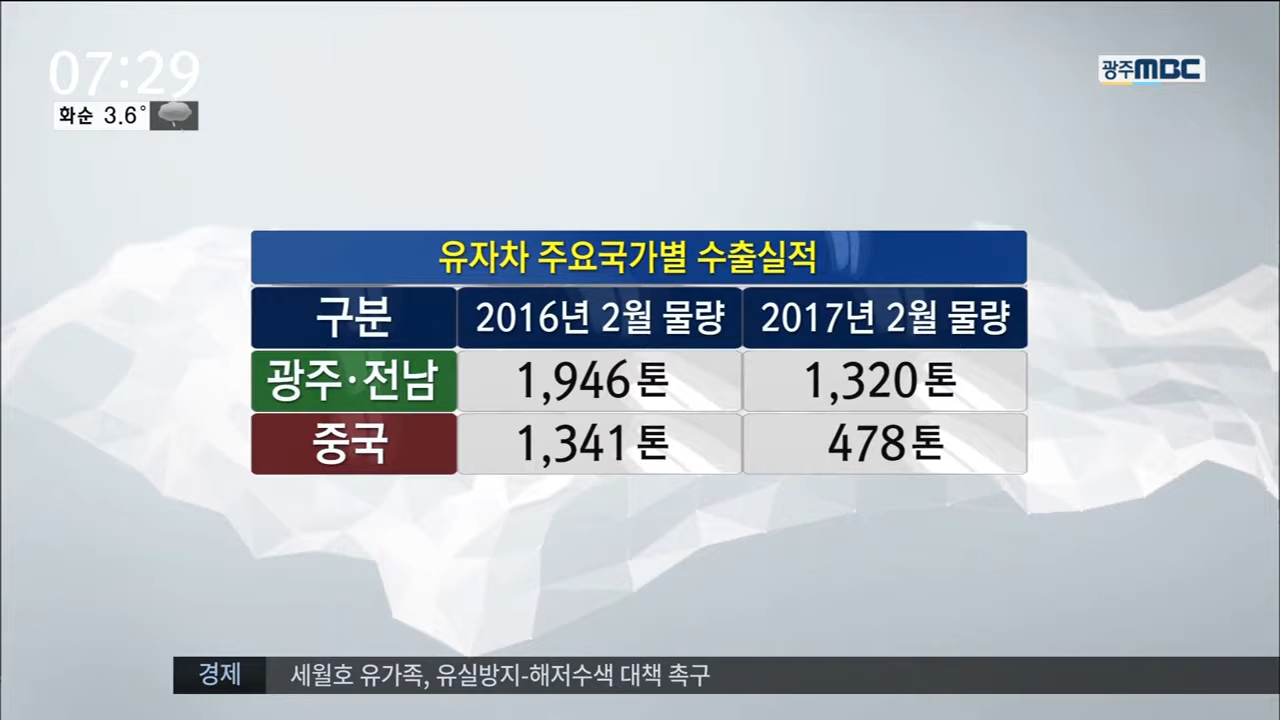 07:29
광주MBC
화순 3.6°
유자차 주요국가별 수출실적
구분 2016년 2월 물량 2017년 2월 물량
광주·전남 1,946톤 1,320톤
중국 1,341톤 478톤
경제 세월호 유가족, 유실방지-해저수색 대책 촉구